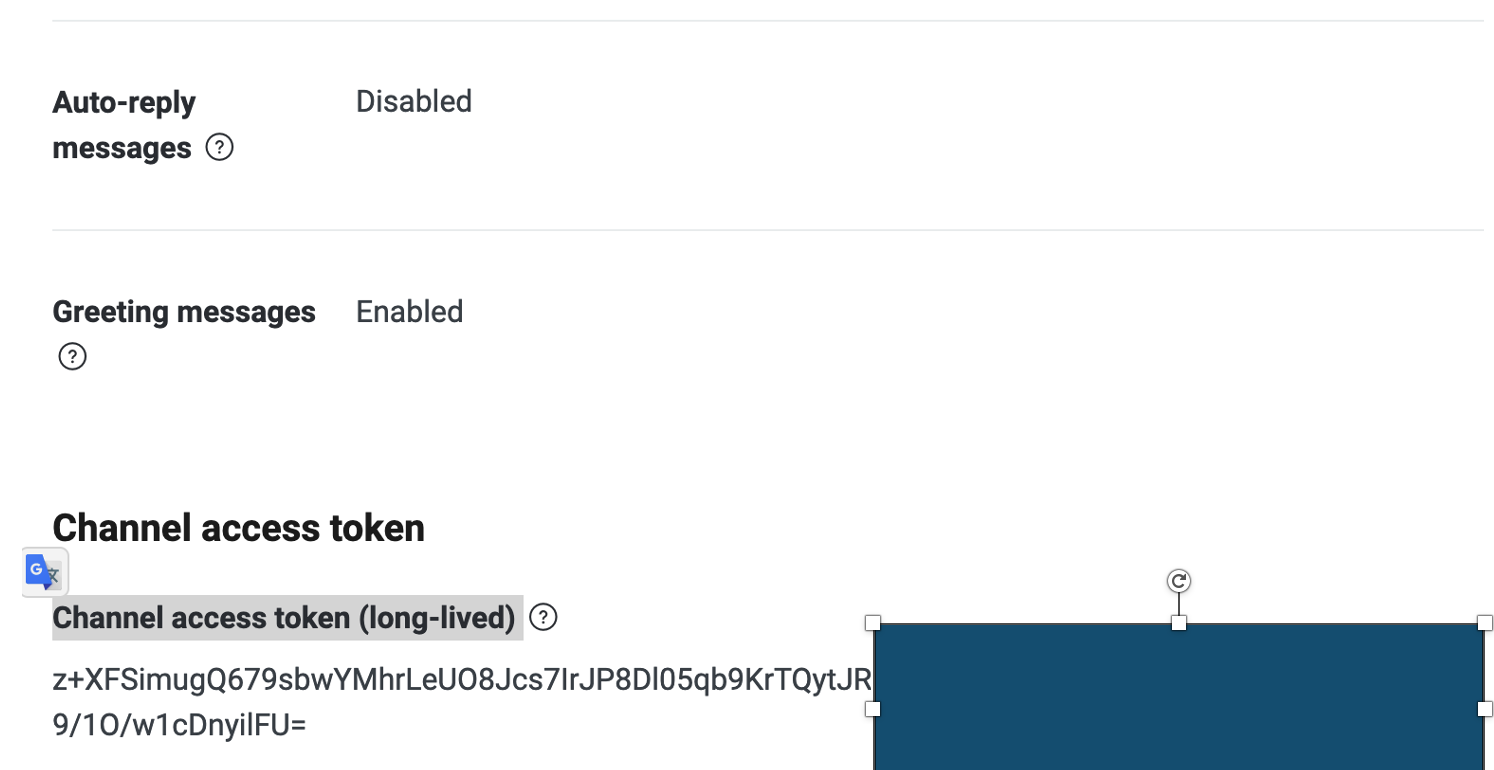 Auto-reply
messages
Disabled
Greeting messages
Enabled
Channel access token
Channel access token (long-lived)
z+XFSimugQ679sbwYMhrLeUO8Jcs7IrJP8Dl05qb9KrTQytJR
9/1O/w1cDnyilFU=